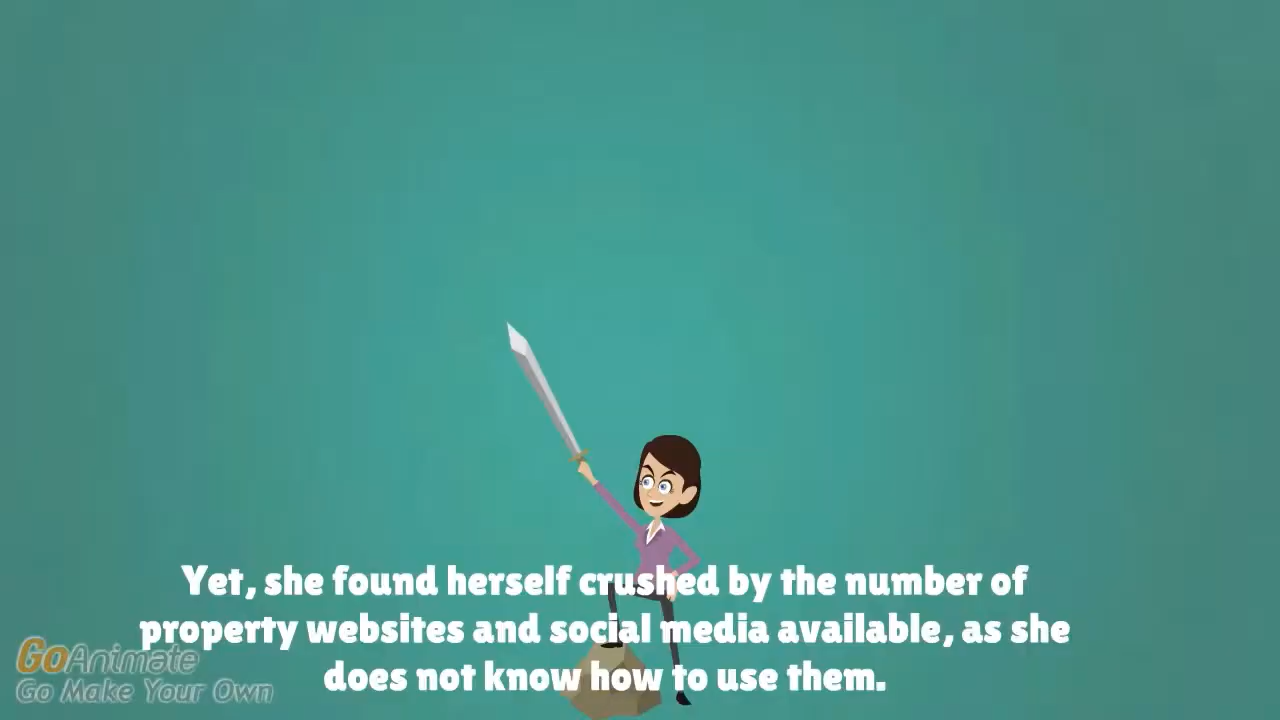 Yet, she found herself crushed by the number of
property websites and social media available, as she
does not know how to use them.
GoAnimate
Go Make Your Own